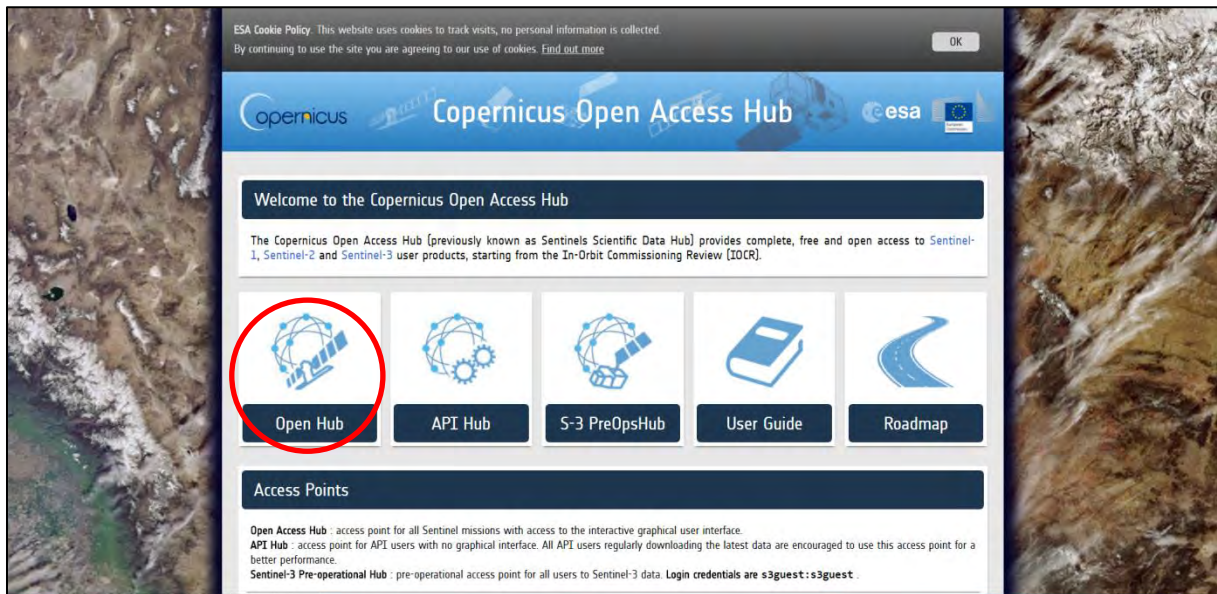 ESA Cookie Policy. This website uses cookies to track visits, no personal information is collected.
By continuing to use the site you are agreeing to our use of cookies. Find out more
OK
opernicus
Copernicus Open Access Hub
esa
European
Commission
Welcome to the Copernicus Open Access Hub
The Copernicus Open Access Hub (previously known as Sentinels Scientific Data Hub) provides complete, free and open access to Sentinel-
1, Sentinel-2 and Sentinel-3 user products, starting from the In-Orbit Commissioning Review (IOCR).
Open Hub
API Hub
S-3 PreOpsHub
User Guide
Roadmap
Access Points
Open Access Hub : access point for all Sentinel missions with access to the interactive graphical user interface.
API Hub : access point for API users with no graphical interface. All API users regularly downloading the latest data are encouraged to use this access point for a
better performance.
Sentinel-3 Pre-operational Hub : pre-operational access point for all users to Sentinel-3 data. Login credentials are s3guest:s3guest .